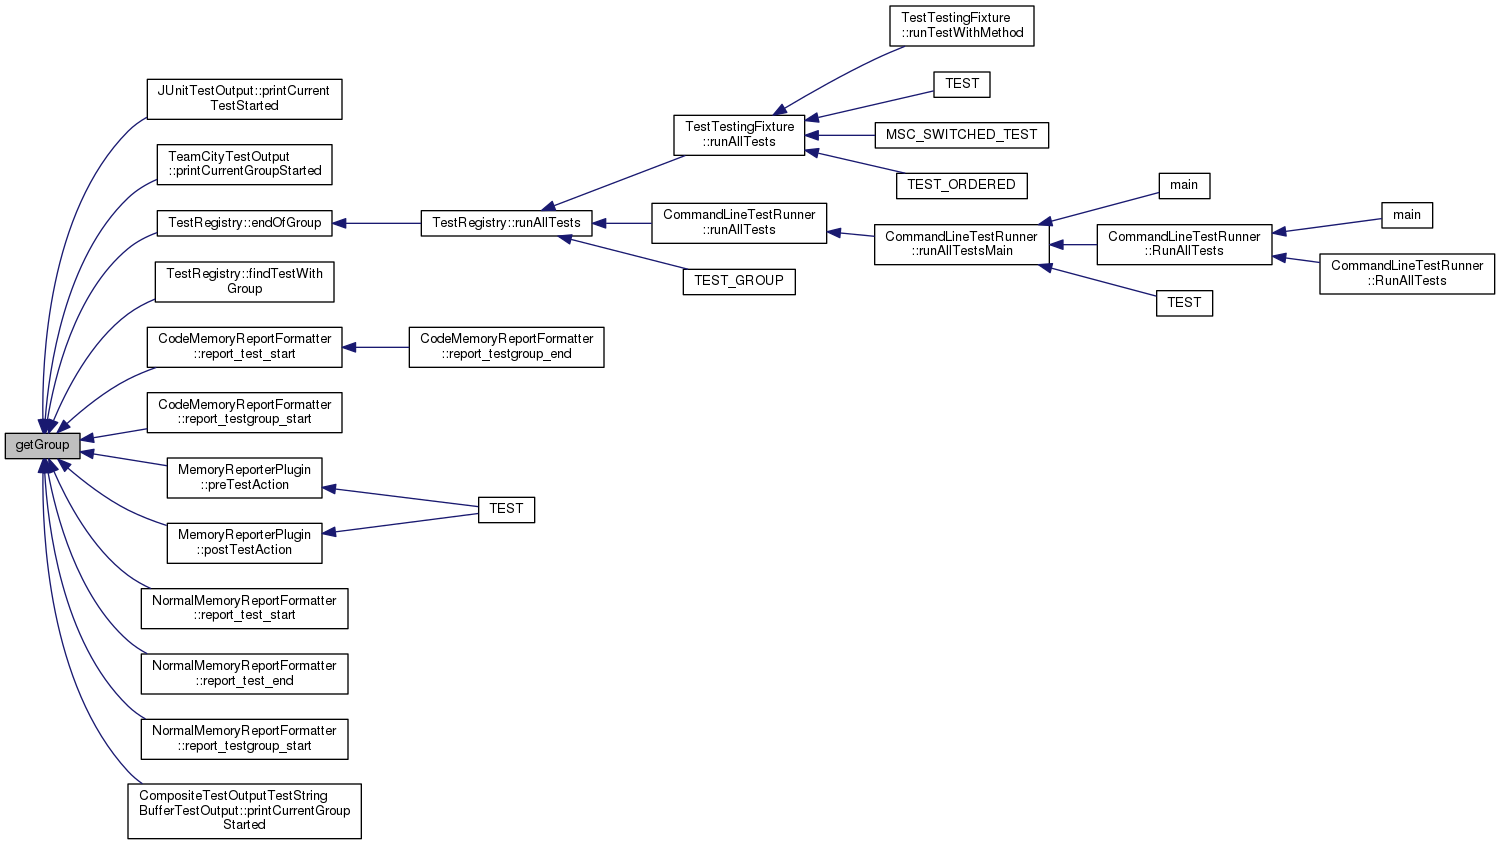 TestTestingFixture
::runTestWithMethod
JUnitTestOutput::printCurrent
TestStarted
TEST
TestTestingFixture
::runAllTests
MSC_SWITCHED_TEST
TeamCityTestOutput
::printCurrentGroupStarted
TEST_ORDERED
main
TestRegistry::endOfGroup
TestRegistry::runAllTests
CommandLineTestRunner
::runAllTests
main
CommandLineTestRunner
::runAllTestsMain
CommandLineTestRunner
::RunAllTests
TestRegistry::findTestWith
Group
TEST_GROUP
CommandLineTestRunner
::RunAllTests
TEST
CodeMemoryReportFormatter
::report_test_start
CodeMemoryReportFormatter
::report_testgroup_end
CodeMemoryReportFormatter
::report_testgroup_start
getGroup
MemoryReporterPlugin
::preTestAction
TEST
MemoryReporterPlugin
::postTestAction
NormalMemoryReportFormatter
::report_test_start
NormalMemoryReportFormatter
::report_test_end
NormalMemoryReportFormatter
::report_testgroup_start
CompositeTestOutputTestString
BufferTestOutput::printCurrentGroup
Started